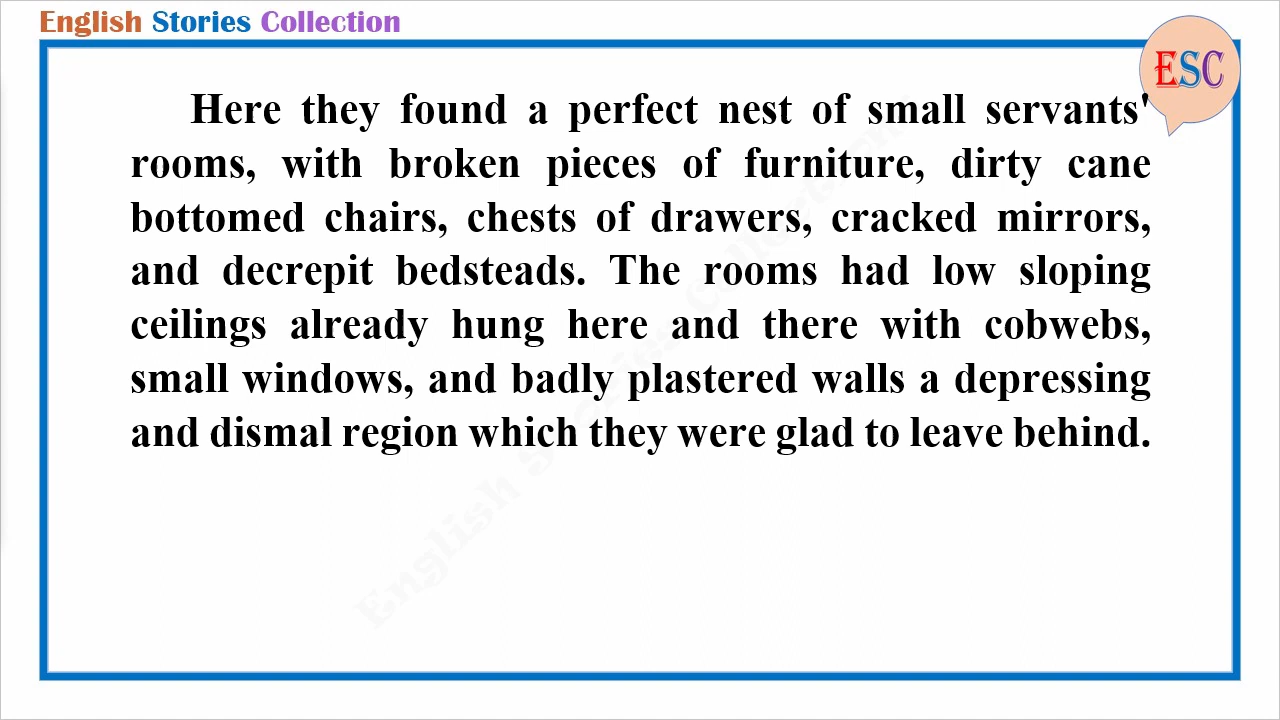 English Stories Collection
ESC
Here they found a perfect nest of small servants'
rooms, with broken pieces of furniture, dirty cane
bottomed chairs, chests of drawers, cracked mirrors,
and decrepit bedsteads. The rooms had low sloping
ceilings already hung here and there with cobwebs,
small windows, and badly plastered walls a depressing
and dismal region which they were glad to leave behind.
English Stories Collection